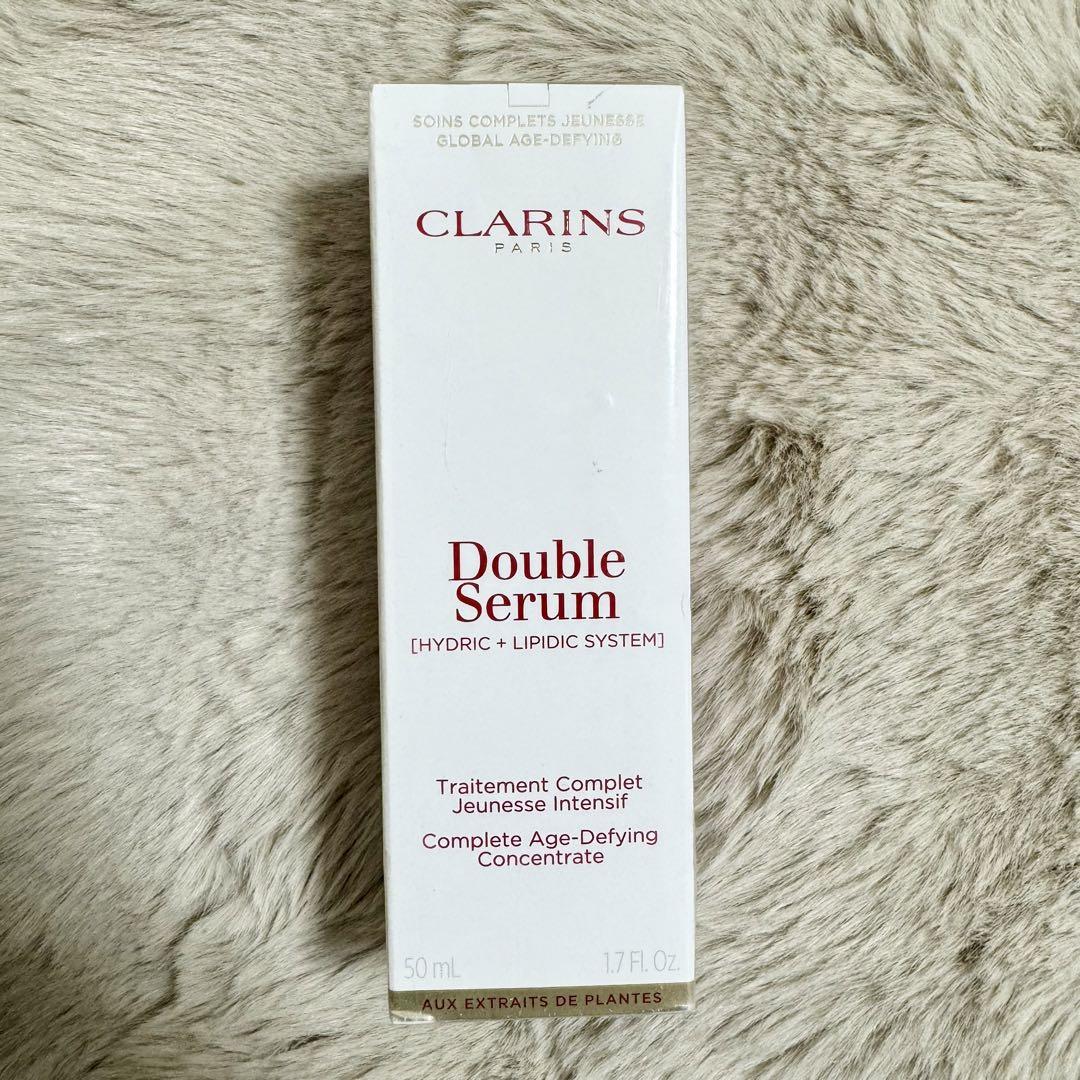 SOINS COMPLETS JEUNESSE
GLOBAL AGE-DEFYING
CLARINS
PARIS
Double
Serum
[HYDRIC + LIPIDIC SYSTEM]
Traitement Complet
Jeunesse Intensif
Complete Age-Defying
Concentrate
50 mL 1.7 Fl. Oz.
AUX EXTRAITS DE PLANTES